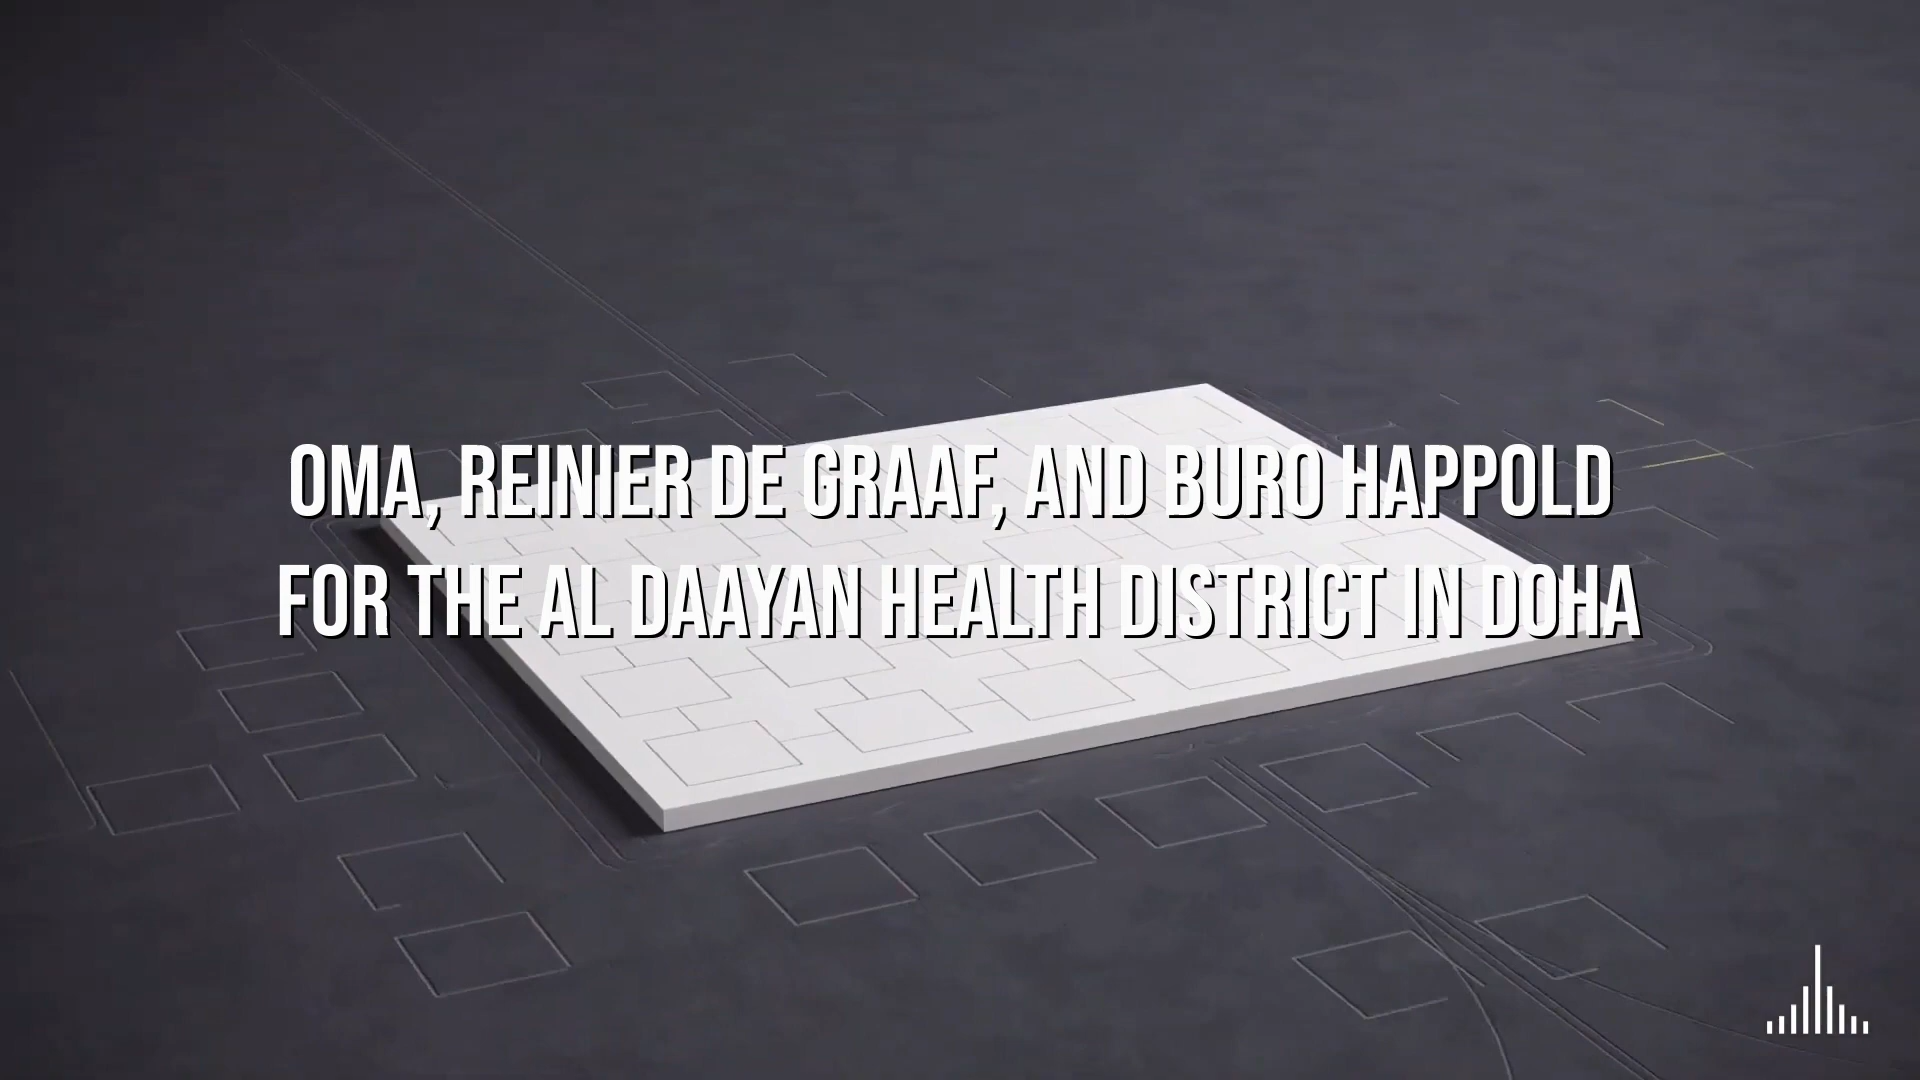 OMA, REINIER DE GRAAF, AND BURO HAPPOLD
FOR THE AL DAAYAN HEALTH DISTRICT IN DOHA